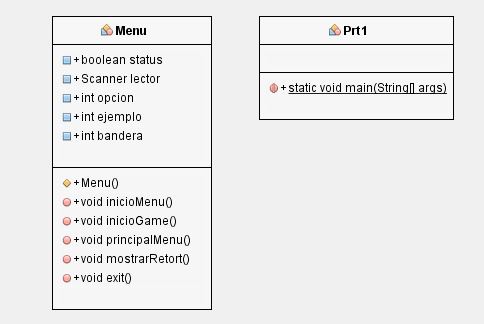 Menu
+boolean status
+Scanner lector
+int opcion
+int ejemplo
+int bandera
+Menu()
+void inicioMenu()
+void inicioGame()
+void principalMenu()
+void mostrarRetort()
+void exit()
Prt1
+static void main(String[] args)